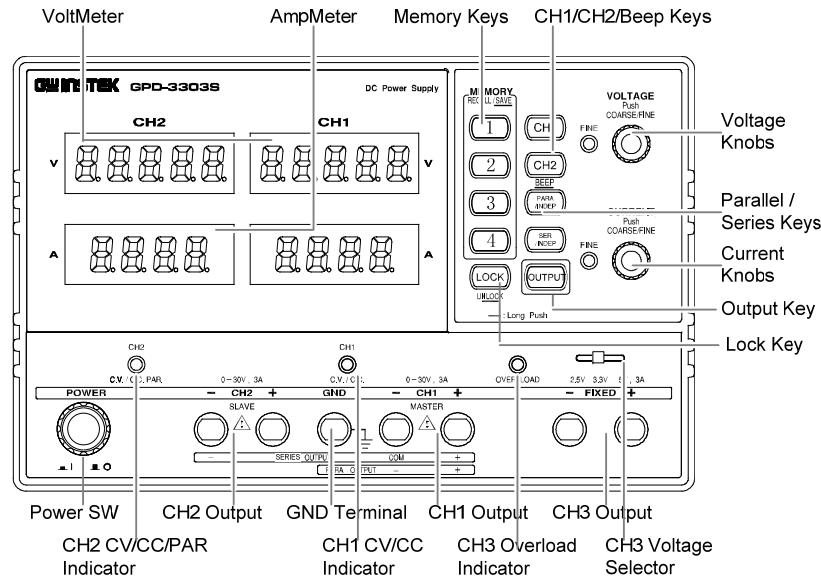 VoltMeter
AmpMeter
Memory Keys
CH1/CH2/Beep Keys
GW INSTEK GPD-3303S
DC Power Supply
CH2
CH1
V
V
A
A
MEMORY
RECALL / SAVE
1
2
3
4
LOCK
UNLOCK
CH
CH2
BEEP
PARA
/INDEP
SER
/INDEP
OUTPUT
: Long Push
VOLTAGE
Push
COARSE/FINE
FINE
Push
COARSE/FINE
FINE
Voltage
Knobs
Parallel /
Series Keys
Current
Knobs
Output Key
Lock Key
CH2
CH1
C.V. / C.C. PAR.
0~30V , 3A
C.V. / C.C.
0~30V , 3A
OVERLOAD
2.5V 3.3V 5V , 3A
POWER
− CH2 +
GND
− CH1 +
− FIXED +
SLAVE
MASTER
− SERIES OUTPUT COM +
PARA OUTPUT − +
I
O
Power SW
CH2 Output
GND Terminal
CH1 Output
CH3 Output
CH2 CV/CC/PAR
Indicator
CH1 CV/CC
Indicator
CH3 Overload
Indicator
CH3 Voltage
Selector